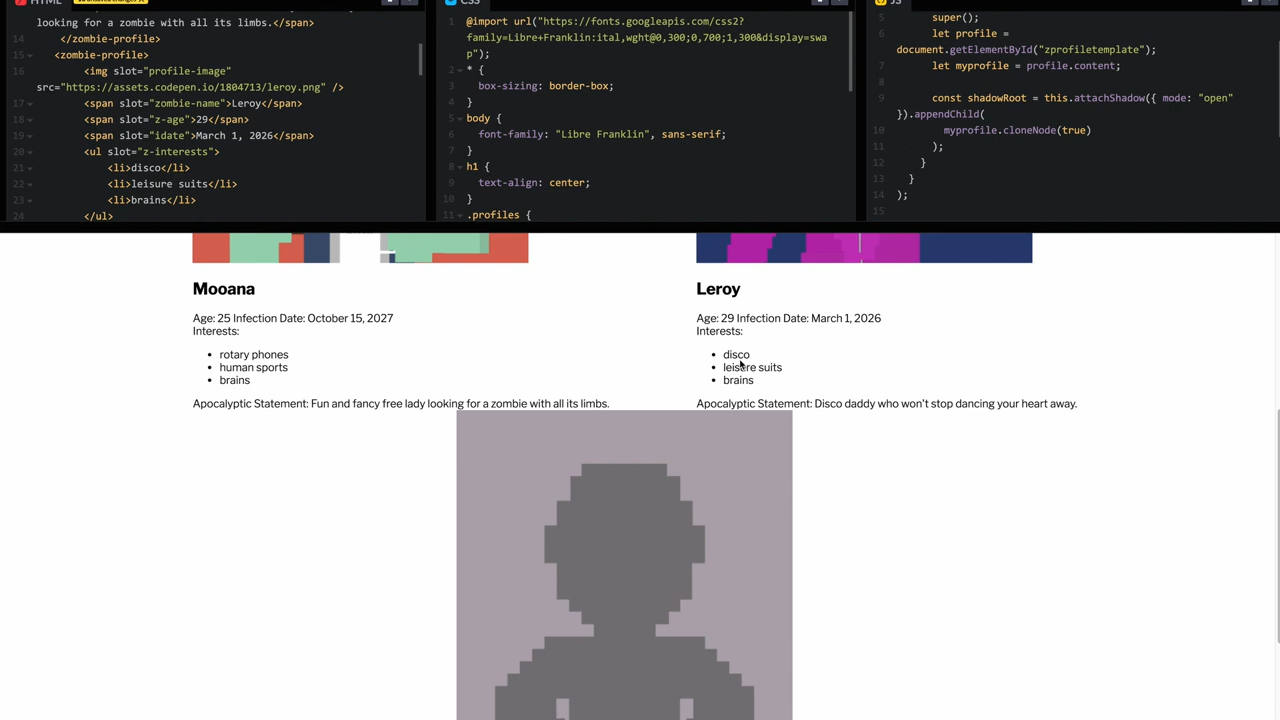 HTML
CSS
JS
looking for a zombie with all its limbs.</span>
14 </zombie-profile>
15 <zombie-profile>
16 <img slot="profile-image"
src="https://assets.codepen.io/1804713/leroy.png" />
17 <span slot="zombie-name">Leroy</span>
18 <span slot="z-age">29</span>
19 <span slot="idate">March 1, 2026</span>
20 <ul slot="z-interests">
21 <li>disco</li>
22 <li>leisure suits</li>
23 <li>brains</li>
24 </ul>
1 @import url("https://fonts.googleapis.com/css2?
family=Libre+Franklin:ital,wght@0,300;0,700;1,300&display=swa
p");
2 * {
3 box-sizing: border-box;
4 }
5 body {
6 font-family: "Libre Franklin", sans-serif;
7 }
8 h1 {
9 text-align: center;
10 }
11 .profiles {
5 super();
6 let profile =
document.getElementById("zprofiletemplate");
7 let myprofile = profile.content;
8
9 const shadowRoot = this.attachShadow({ mode: "open"
}).appendChild(
10 myprofile.cloneNode(true)
11 );
12 }
13 }
14 );
15
Mooana
Age: 25 Infection Date: October 15, 2027
Interests:
• rotary phones
• human sports
• brains
Apocalyptic Statement: Fun and fancy free lady looking for a zombie with all its limbs.
Leroy
Age: 29 Infection Date: March 1, 2026
Interests:
• disco
• leisure suits
• brains
Apocalyptic Statement: Disco daddy who won't stop dancing your heart away.